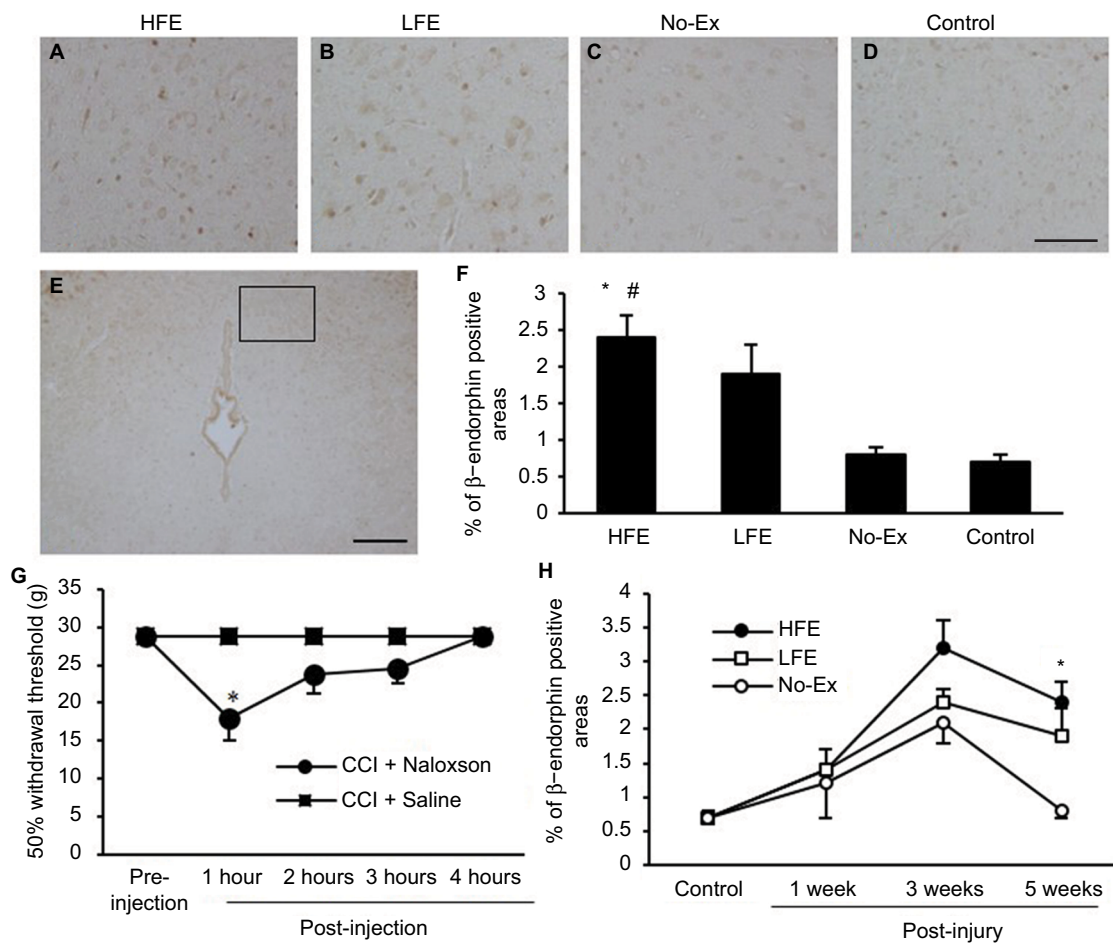 HFE LFE No-Ex Control
A B C D
E
F
% of β−endorphin positive
areas
3
2.5
2
1.5
1
0.5
0
* #
HFE LFE No-Ex Control
G
50% withdrawal threshold (g)
35
30
25
20
15
10
5
0
*
CCI + Naloxson
CCI + Saline
Pre-
injection
1 hour 2 hours 3 hours 4 hours
Post-injection
H
% of β−endorphin positive
areas
4
3.5
3
2.5
2
1.5
1
0.5
0
HFE
LFE
No-Ex
*
Control 1 week 3 weeks 5 weeks
Post-injury